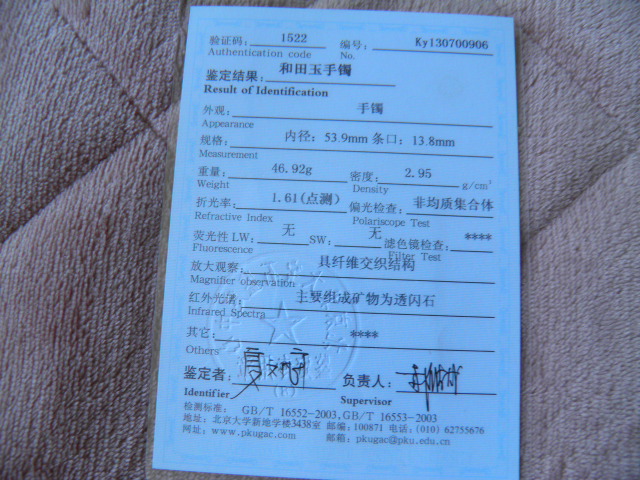 验证码: 1522 编号: Ky130700906
Authentication code No.
鉴定结果: 和田玉手镯
Result of Identification
外观: 手镯
Appearance
规格: 内径: 53.9mm 条口: 13.8mm
Measurement
重量: 46.92g 密度: 2.95 g/cm³
Weight Density
折光率: 1.61(点测) 偏光检查: 非均质集合体
Refractive Index Polariscope Test
荧光性 LW: 无 SW: 无 滤色镜检查: ****
Fluorescence Filter Test
放大观察: 具纤维交织结构
Magnifier observation
红外光谱: 主要组成矿物为透闪石
Infrared Spectra
其它: ****
Others
鉴定者: 负责人:
Identifier Supervisor
检测标准: GB/T 16552-2003, GB/T 16553-2003
地址: 北京大学新地学楼3438室 邮编: 100871 电话: (010) 62755676
网址: www.pkugac.com 邮箱: pkugac@pku.edu.cn